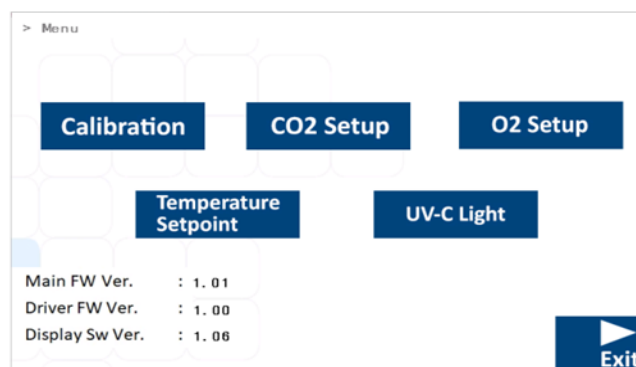 > Menu
Calibration
CO2 Setup
O2 Setup
Temperature
Setpoint
UV-C Light
Main FW Ver. : 1.01
Driver FW Ver. : 1.00
Display Sw Ver. : 1.06
Exit